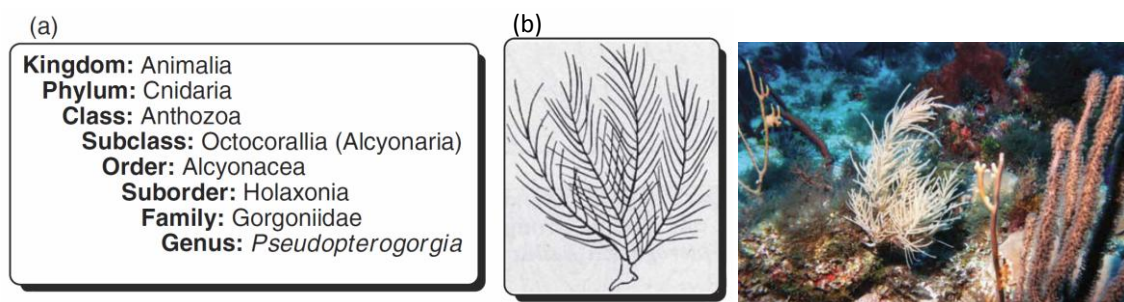 (a)
Kingdom: Animalia
Phylum: Cnidaria
Class: Anthozoa
Subclass: Octocorallia (Alcyonaria)
Order: Alcyonacea
Suborder: Holaxonia
Family: Gorgoniidae
Genus: Pseudopterogorgia
(b)